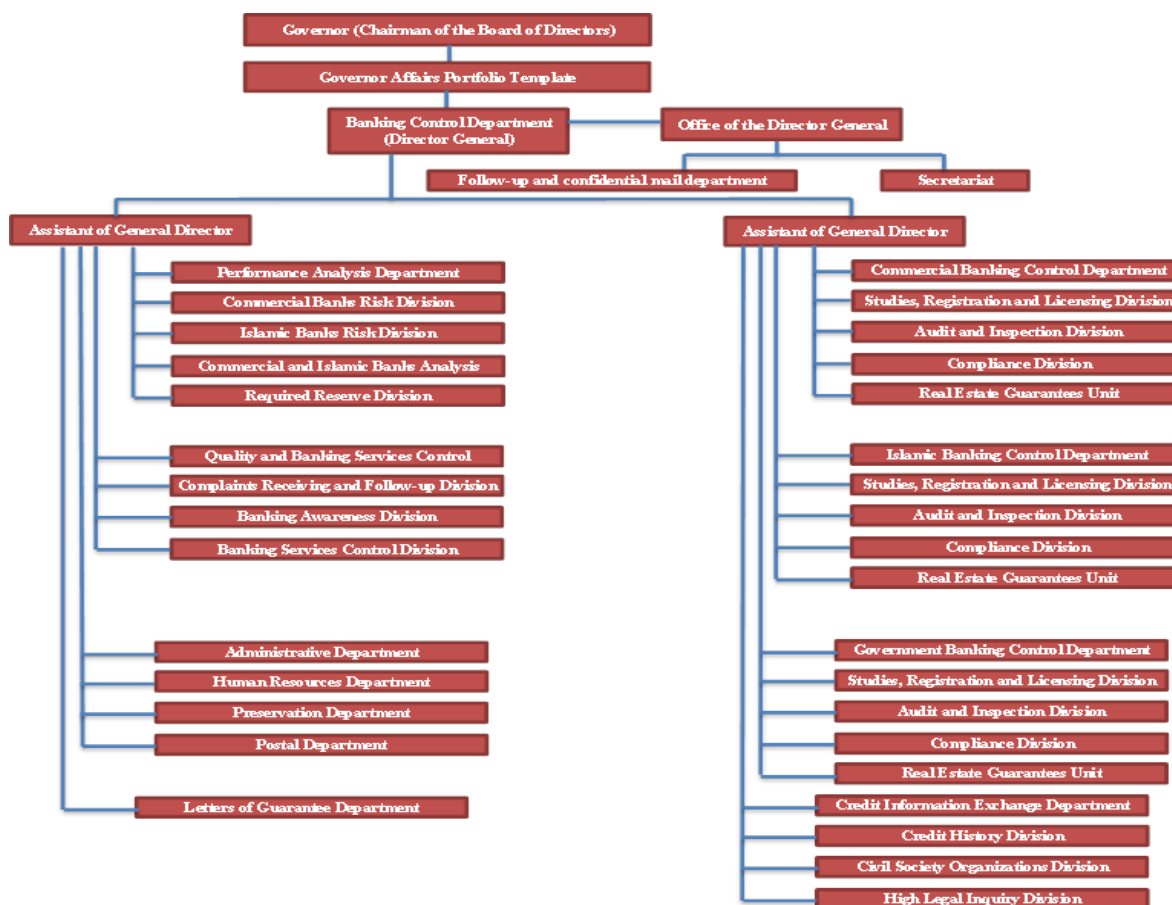 Governor (Chairman of the Board of Directors)
Governor Affairs Portfolio Template
Banking Control Department
(Director General)
Office of the Director General
Follow-up and confidential mail department
Secretariat
Assistant of General Director
Performance Analysis Department
Commercial Banks Risk Division
Islamic Banks Risk Division
Commercial and Islamic Banks Analysis
Required Reserve Division
Quality and Banking Services Control
Complaints Receiving and Follow-up Division
Banking Awareness Division
Banking Services Control Division
Administrative Department
Human Resources Department
Preservation Department
Postal Department
Letters of Guarantee Department
Assistant of General Director
Commercial Banking Control Department
Studies, Registration and Licensing Division
Audit and Inspection Division
Compliance Division
Real Estate Guarantees Unit
Islamic Banking Control Department
Studies, Registration and Licensing Division
Audit and Inspection Division
Compliance Division
Real Estate Guarantees Unit
Government Banking Control Department
Studies, Registration and Licensing Division
Audit and Inspection Division
Compliance Division
Real Estate Guarantees Unit
Credit Information Exchange Department
Credit History Division
Civil Society Organizations Division
High Legal Inquiry Division